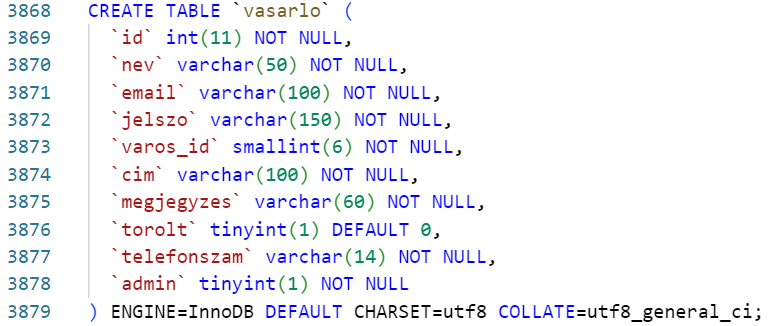 3868 CREATE TABLE `vasarlo` (
3869 `id` int(11) NOT NULL,
3870 `nev` varchar(50) NOT NULL,
3871 `email` varchar(100) NOT NULL,
3872 `jelszo` varchar(150) NOT NULL,
3873 `varos_id` smallint(6) NOT NULL,
3874 `cim` varchar(100) NOT NULL,
3875 `megjegyzes` varchar(60) NOT NULL,
3876 `torolt` tinyint(1) DEFAULT 0,
3877 `telefonszam` varchar(14) NOT NULL,
3878 `admin` tinyint(1) NOT NULL
3879 ) ENGINE=InnoDB DEFAULT CHARSET=utf8 COLLATE=utf8_general_ci;